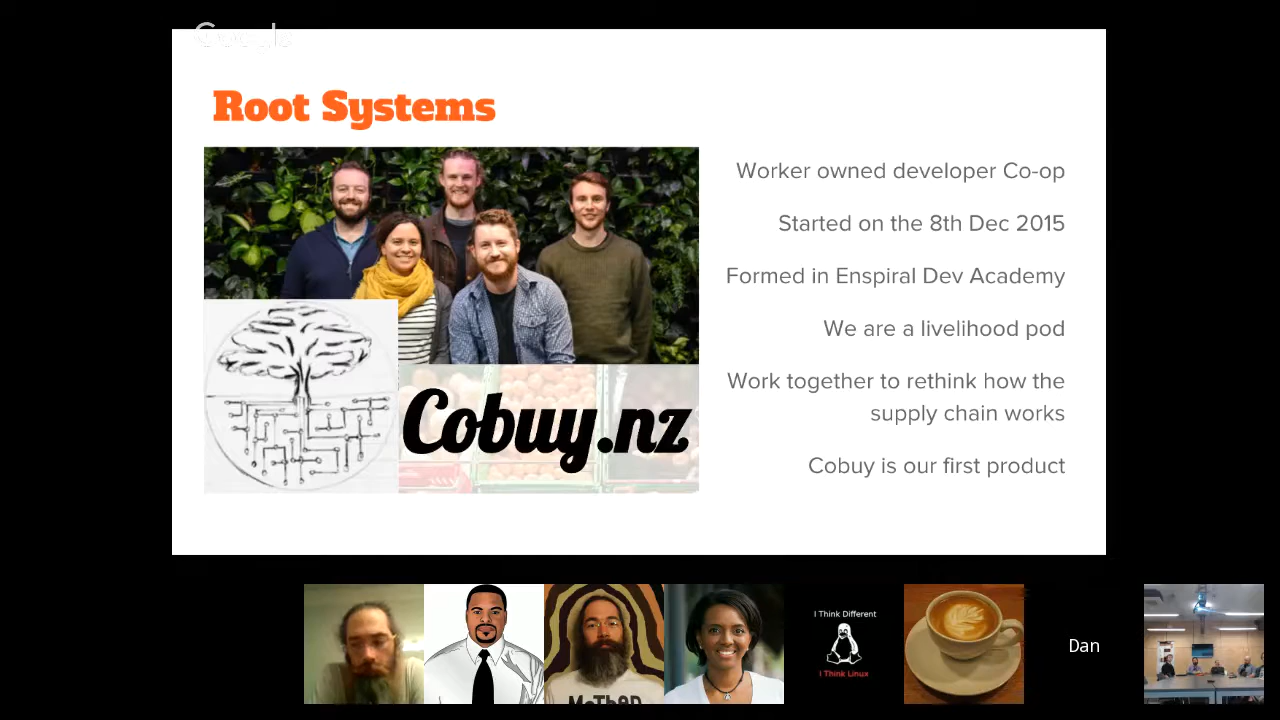 Google
Root Systems
Worker owned developer Co-op
Started on the 8th Dec 2015
Formed in Enspiral Dev Academy
We are a livelihood pod
Work together to rethink how the
supply chain works
Cobuy is our first product
Cobuy.nz
I Think Different
I Think Linux
Dan